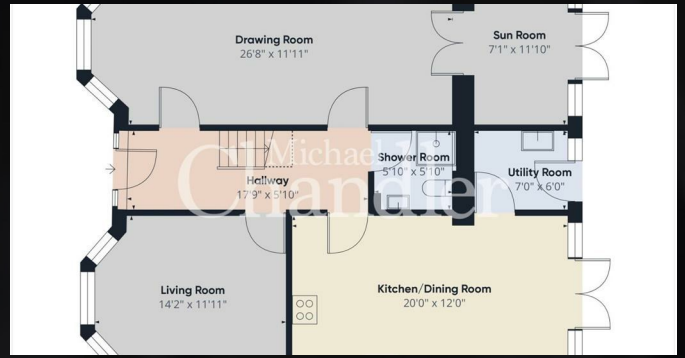 Drawing Room
26'8" x 11'11"
Sun Room
7'1" x 11'10"
Michael
Chandler
Hallway
17'9" x 5'10"
Shower Room
5'10" x 5'10"
Utility Room
7'0" x 6'0"
Living Room
14'2" x 11'11"
Kitchen/Dining Room
20'0" x 12'0"